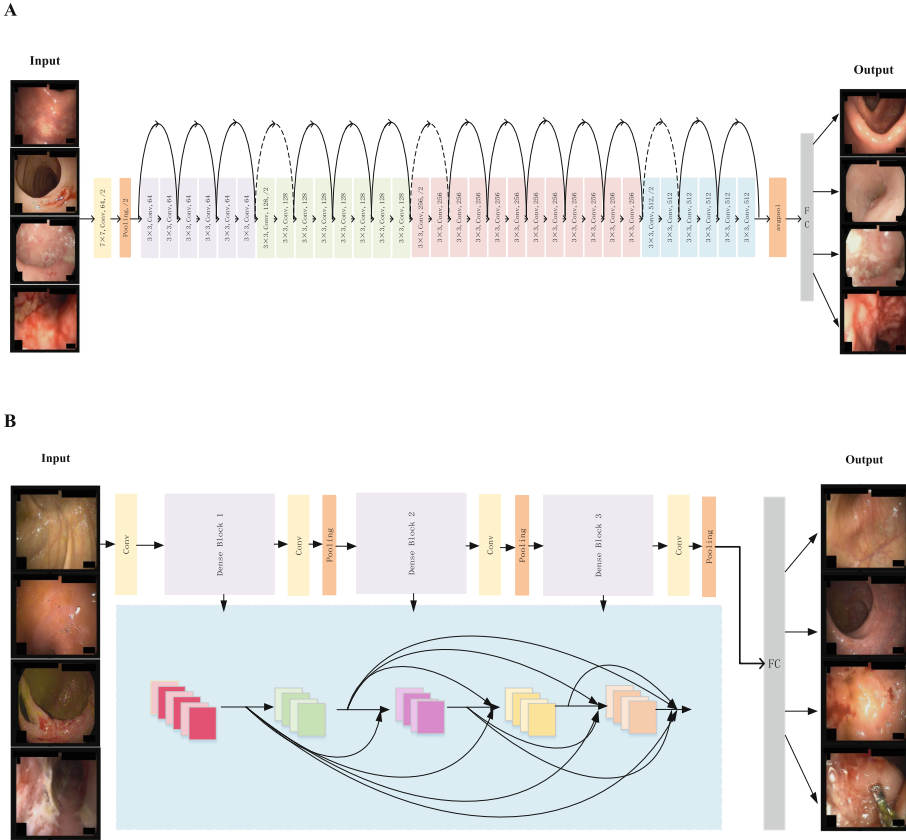 A
Input
Output
7×7, Conv, 64, /2
Pooling, /2
3×3, Conv, 64
3×3, Conv, 64
3×3, Conv, 64
3×3, Conv, 64
3×3, Conv, 64
3×3, Conv, 64
3×3, Conv, 128, /2
3×3, Conv, 128
3×3, Conv, 128
3×3, Conv, 128
3×3, Conv, 128
3×3, Conv, 128
3×3, Conv, 128
3×3, Conv, 128
3×3, Conv, 256, /2
3×3, Conv, 256
3×3, Conv, 256
3×3, Conv, 256
3×3, Conv, 256
3×3, Conv, 256
3×3, Conv, 256
3×3, Conv, 256
3×3, Conv, 256
3×3, Conv, 256
3×3, Conv, 256
3×3, Conv, 256
3×3, Conv, 512, /2
3×3, Conv, 512
3×3, Conv, 512
3×3, Conv, 512
3×3, Conv, 512
3×3, Conv, 512
avgpool
F
C
B
Input
Output
Conv
Dense Block 1
Conv
Pooling
Dense Block 2
Conv
Pooling
Dense Block 3
Conv
Pooling
FC